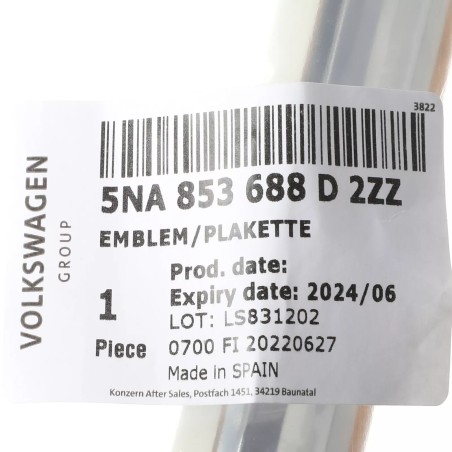 3822
VOLKSWAGEN
GROUP
5NA 853 688 D 2ZZ
EMBLEM/PLAKETTE
Prod. date:
1 Expiry date: 2024/06
LOT: LS831202
Piece 0700 FI 20220627
Made in SPAIN
Konzern After Sales, Postfach 1451, 34219 Baunatal